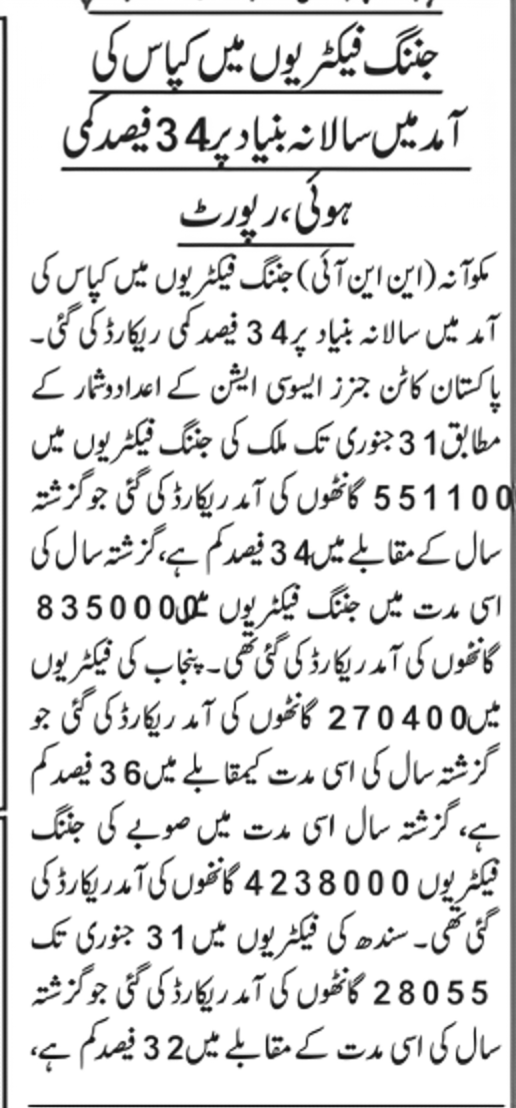 جننگ فیکٹریوں میں کپاس کی
آمد میں سالانہ بنیاد پر34 فیصد کمی
ہوئی، رپورٹ
مکوآنہ (این این آئی) جننگ فیکٹریوں میں کپاس کی
آمد میں سالانہ بنیاد پر34 فیصد کمی ریکارڈ کی گئی۔
پاکستان کاٹن جنرز ایسوسی ایشن کے اعدادوشمار کے
مطابق31 جنوری تک ملک کی جننگ فیکٹریوں میں
551100 گانٹھوں کی آمد ریکارڈ کی گئی جو گزشتہ
سال کے مقابلے میں34 فیصد کم ہے، گزشتہ سال کی
اسی مدت میں جننگ فیکٹریوں میں8350000
گانٹھوں کی آمد ریکارڈ کی گئی تھی۔ پنجاب کی فیکٹریوں
میں270400 گانٹھوں کی آمد ریکارڈ کی گئی جو
گزشتہ سال کی اسی مدت کیمقابلے میں36 فیصد کم
ہے، گزشتہ سال اسی مدت میں صوبے کی جننگ
فیکٹریوں 4238000 گانٹھوں کی آمد ریکارڈ کی
گئی تھی۔ سندھ کی فیکٹریوں میں31 جنوری تک
28055 گانٹھوں کی آمد ریکارڈ کی گئی جو گزشتہ
سال کی اسی مدت کے مقابلے میں32 فیصد کم ہے،